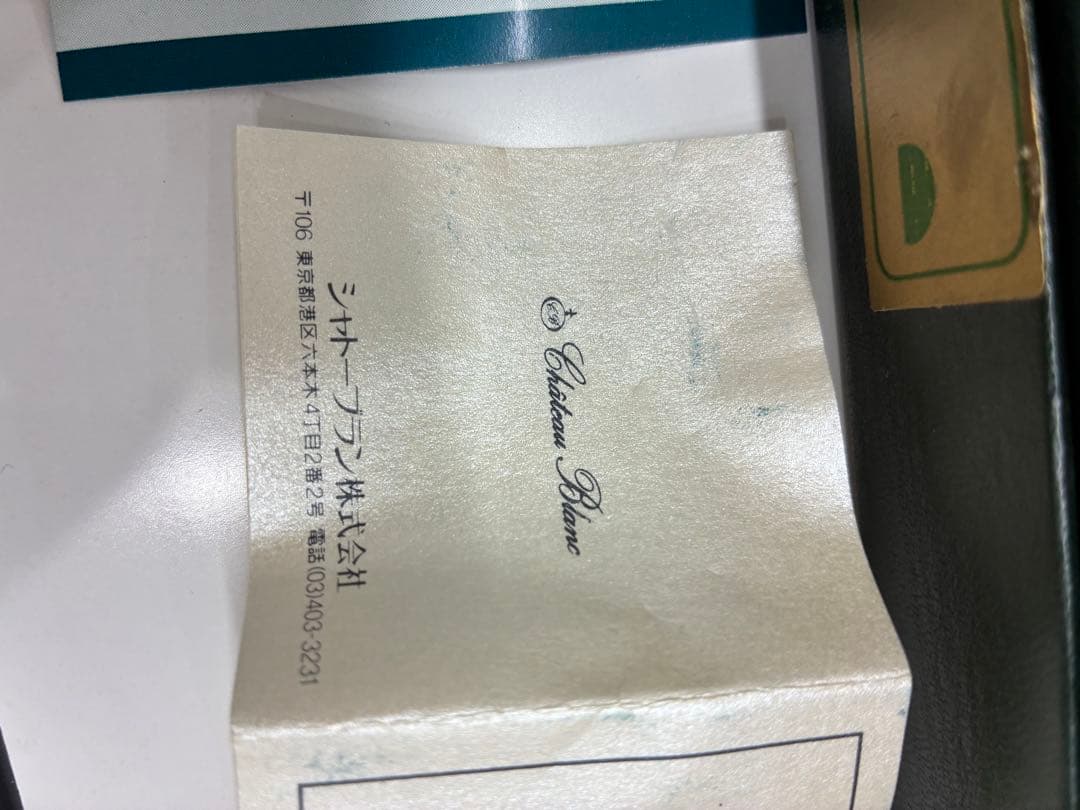 Château Blanc
シャトーブラン株式会社
〒106 東京都港区六本木4丁目2番2号 電話(03)403-3231